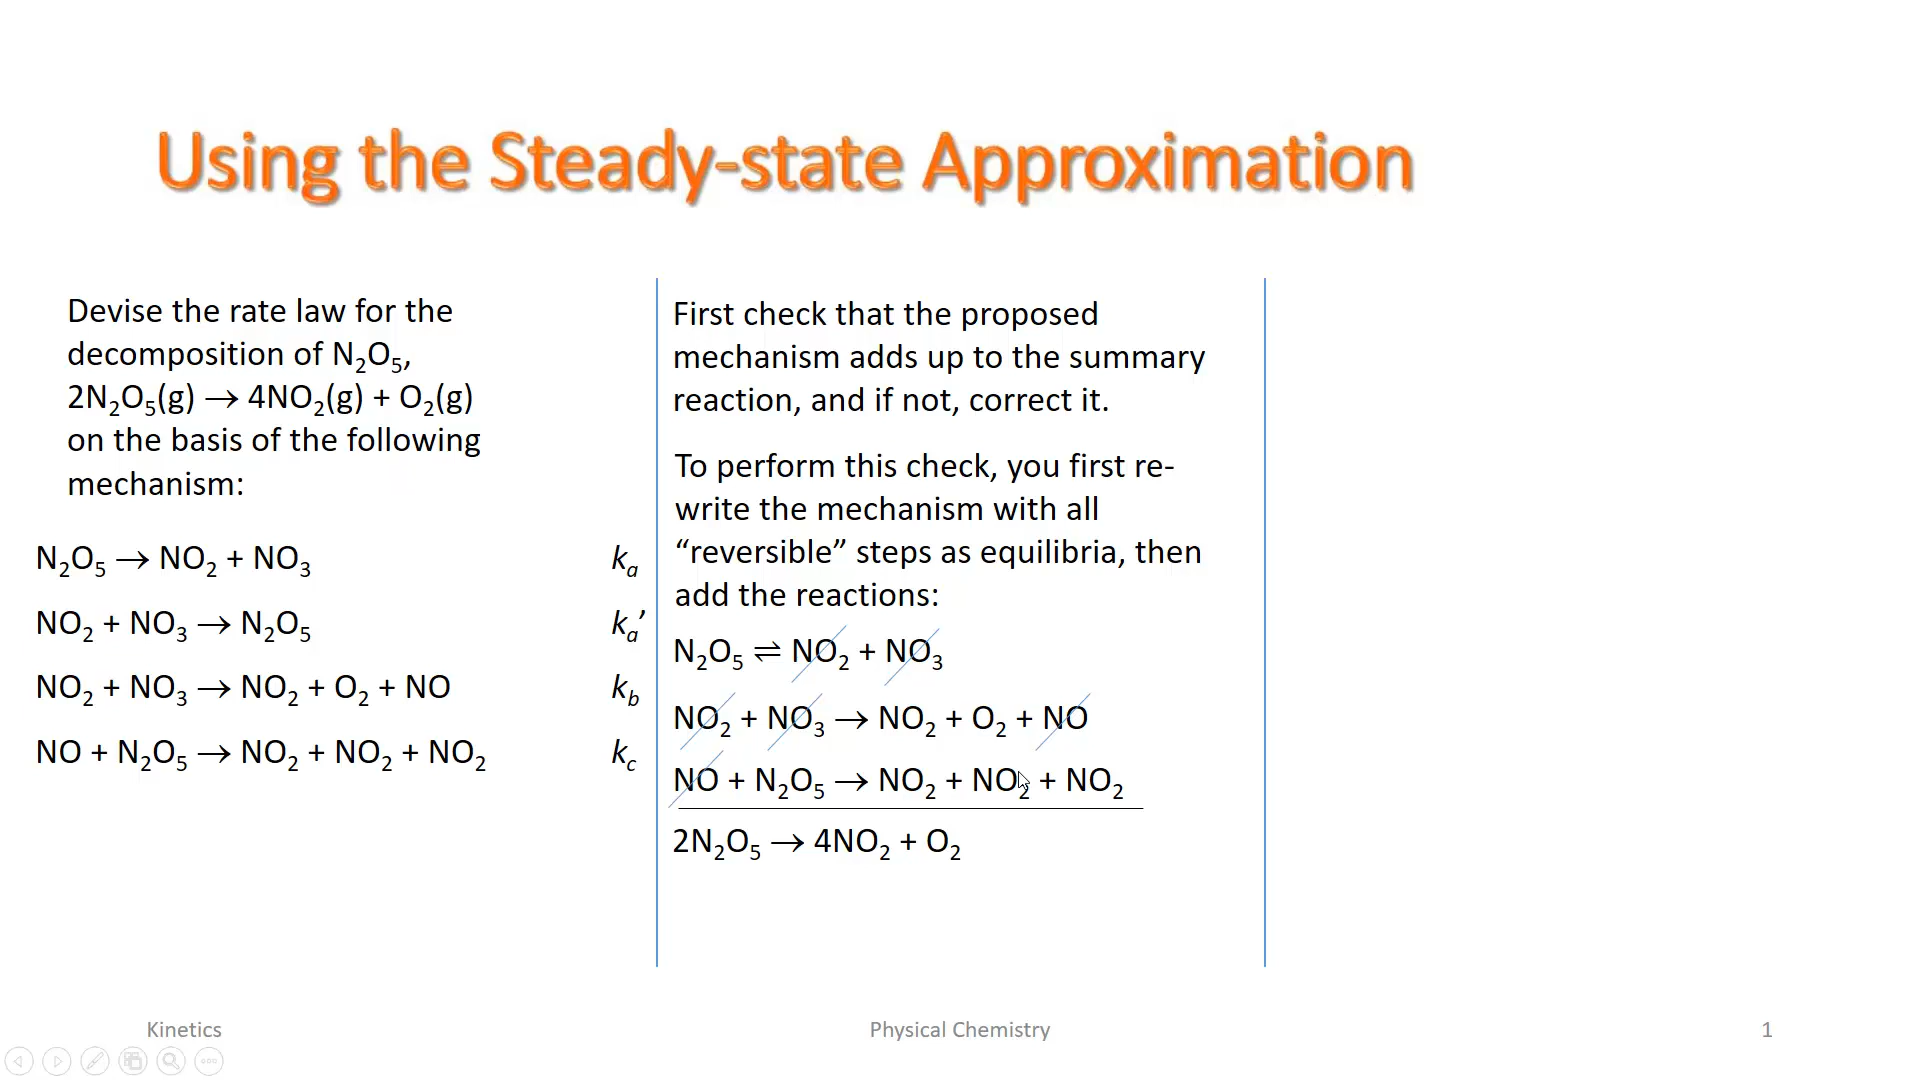 Using the Steady-state Approximation
Devise the rate law for the
decomposition of N₂O₅,
2N₂O₅(g) → 4NO₂(g) + O₂(g)
on the basis of the following
mechanism:
N₂O₅ → NO₂ + NO₃ kₐ
NO₂ + NO₃ → N₂O₅ kₐ’
NO₂ + NO₃ → NO₂ + O₂ + NO k_b
NO + N₂O₅ → NO₂ + NO₂ + NO₂ k_c
First check that the proposed
mechanism adds up to the summary
reaction, and if not, correct it.
To perform this check, you first re-
write the mechanism with all
“reversible” steps as equilibria, then
add the reactions:
N₂O₅ ⇌ NO₂ + NO₃
NO₂ + NO₃ → NO₂ + O₂ + NO
NO + N₂O₅ → NO₂ + NO₂ + NO₂
2N₂O₅ → 4NO₂ + O₂
Kinetics
Physical Chemistry
1